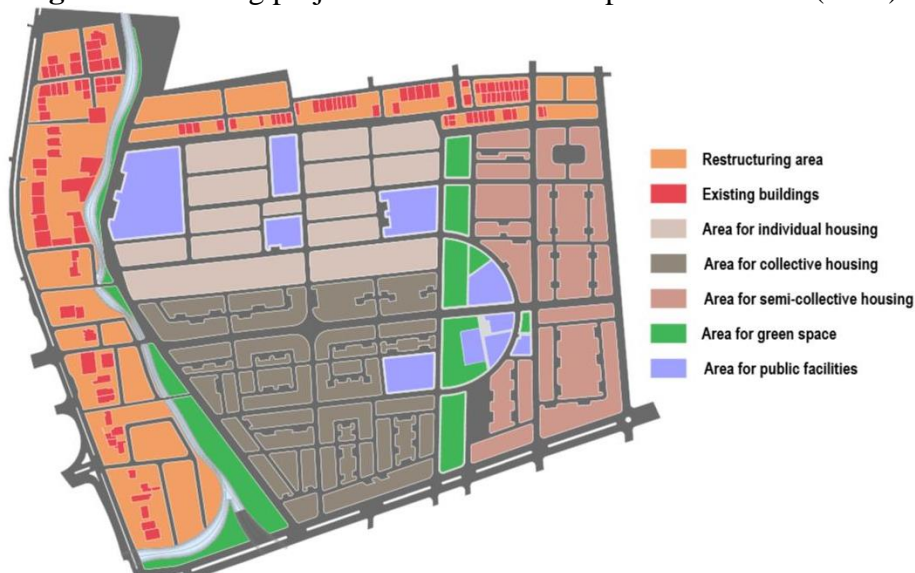 Restructuring area
Existing buildings
Area for individual housing
Area for collective housing
Area for semi-collective housing
Area for green space
Area for public facilities